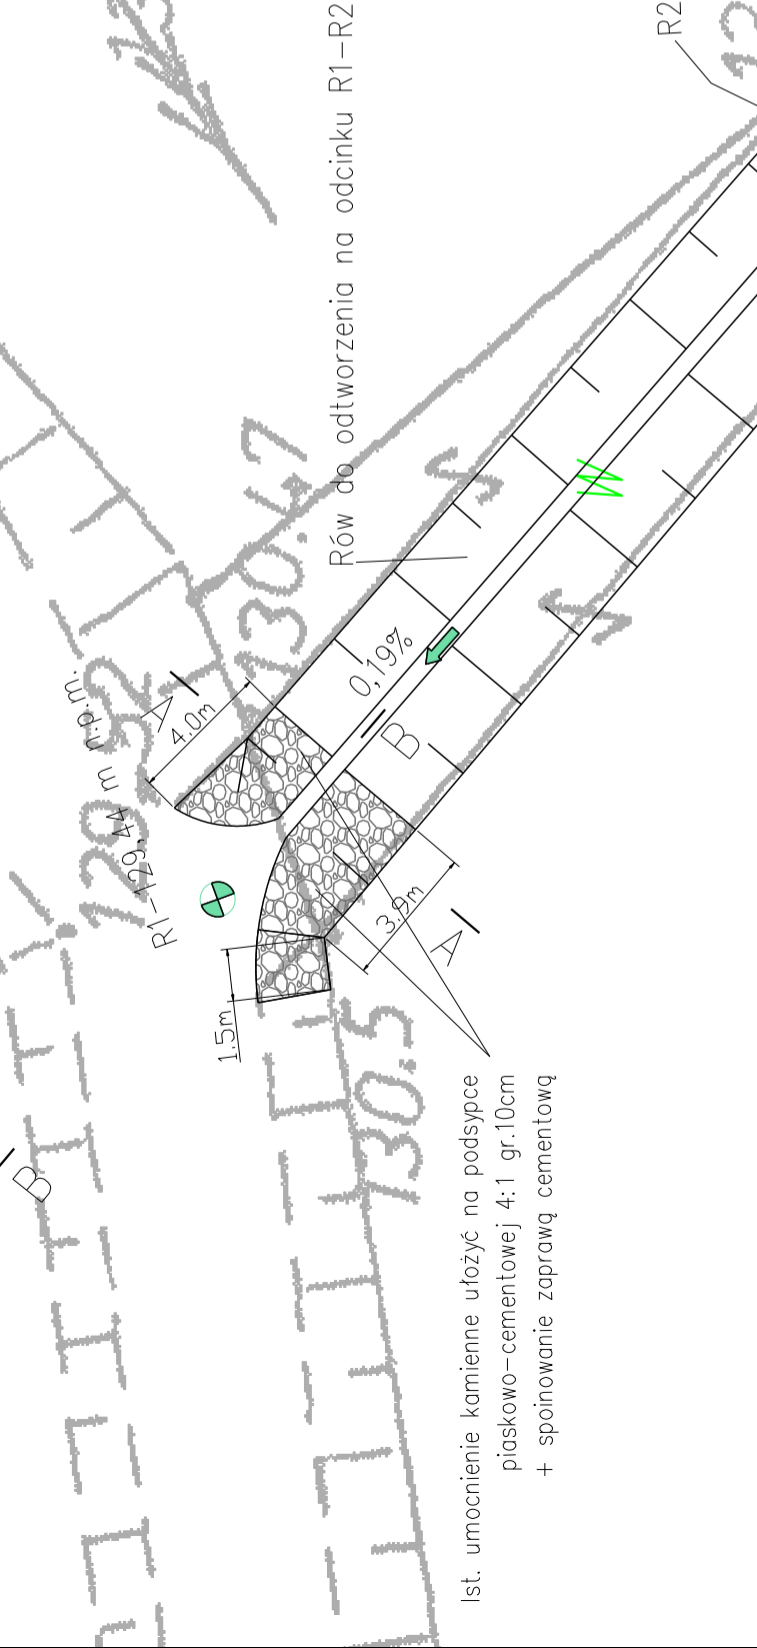 Rów do odtworzenia na odcinku R1-R2
R2
130.47
0,19%
W
4.0m
A
R1-129,44 m n.p.m.
B
3.9m
A
1.5m
130.5
B
Ist. umocnienie kamienne ułożyć na podsypce
piaskowo-cementowej 4:1 gr.10cm
+ spoinowanie zaprawą cementową